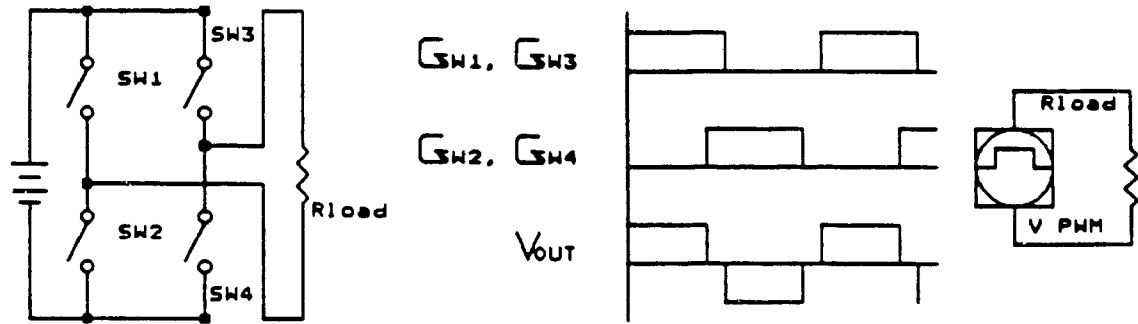 SW3
SW1
Rload
SW2
SW4
GSW1, GSW3
GSW2, GSW4
VOUT
Rload
V PWM